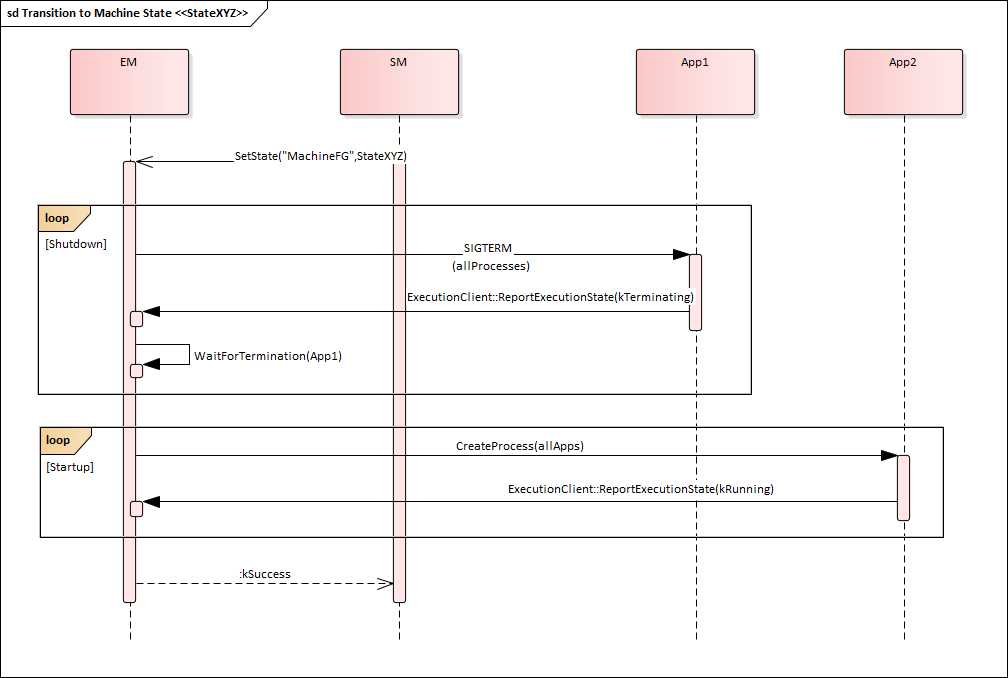 sd Transition to Machine State <<StateXYZ>>
EM
SM
App1
App2
SetState("MachineFG",StateXYZ)
loop
[Shutdown]
SIGTERM
(allProcesses)
ExecutionClient::ReportExecutionState(kTerminating)
WaitForTermination(App1)
loop
[Startup]
CreateProcess(allApps)
ExecutionClient::ReportExecutionState(kRunning)
:kSuccess